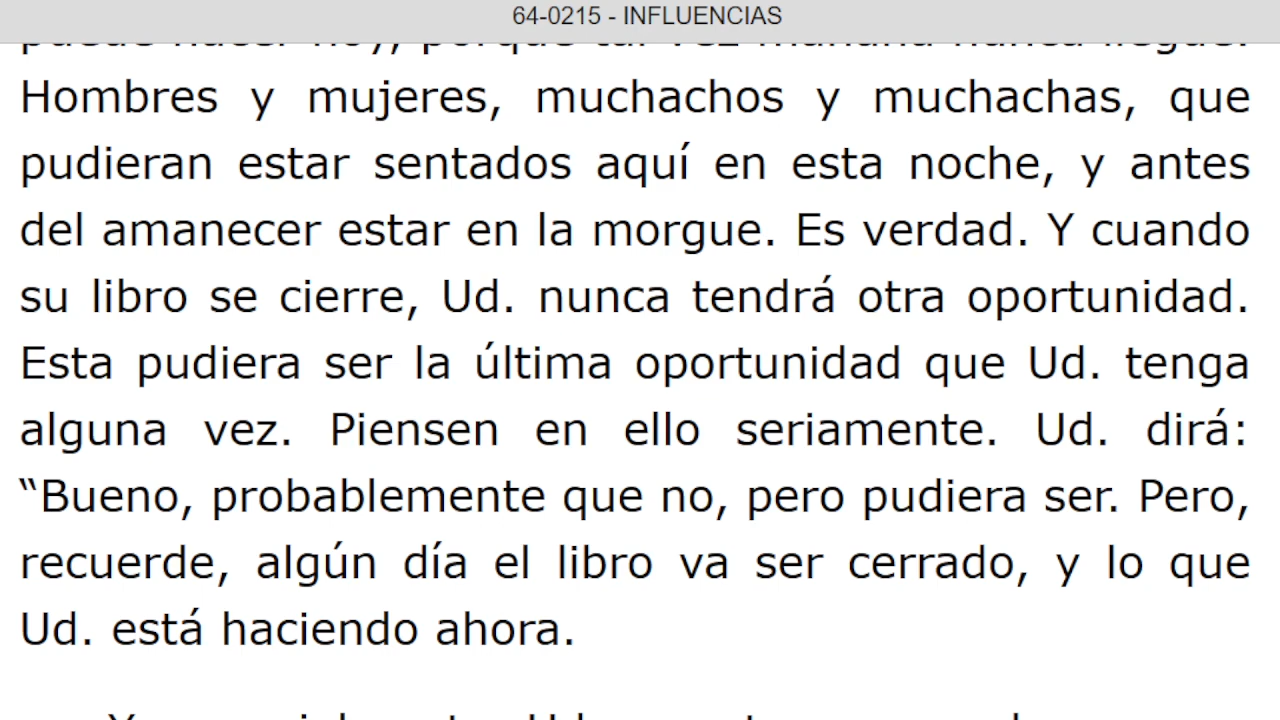 64-0215 - INFLUENCIAS
Hombres y mujeres, muchachos y muchachas, que
pudieran estar sentados aquí en esta noche, y antes
del amanecer estar en la morgue. Es verdad. Y cuando
su libro se cierre, Ud. nunca tendrá otra oportunidad.
Esta pudiera ser la última oportunidad que Ud. tenga
alguna vez. Piensen en ello seriamente. Ud. dirá:
“Bueno, probablemente que no, pero pudiera ser. Pero,
recuerde, algún día el libro va ser cerrado, y lo que
Ud. está haciendo ahora.